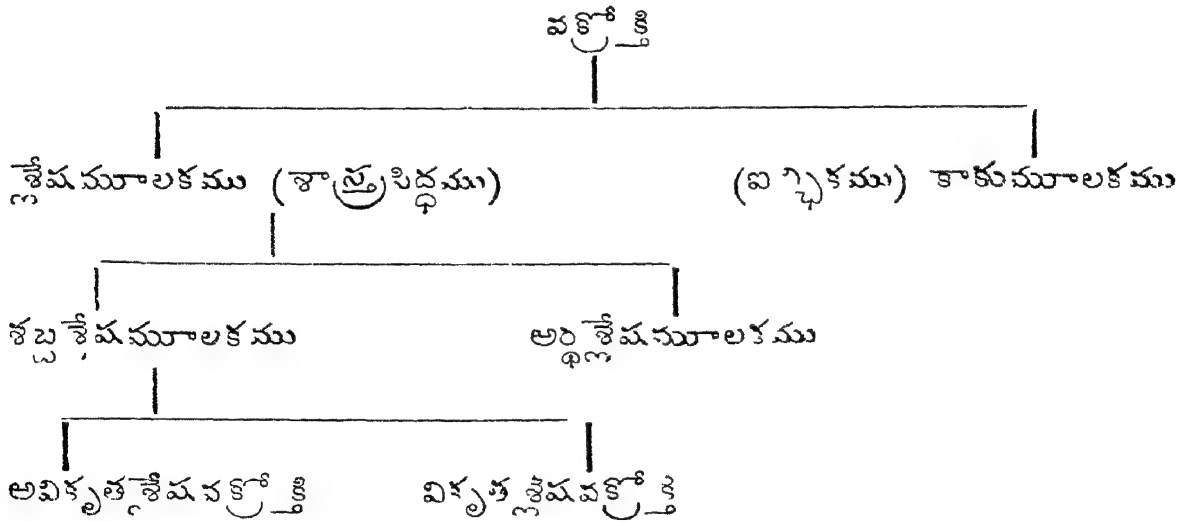 వక్రోక్తి
శ్లేషమూలకము (శాస్త్రసిద్ధము) (ఐచ్ఛికము) కాకుమూలకము
శబ్దశ్లేషమూలకము అర్థశ్లేషమూలకము
అవికృతశ్లేషవక్రోక్తి వికృతశ్లేషవక్రోక్తి